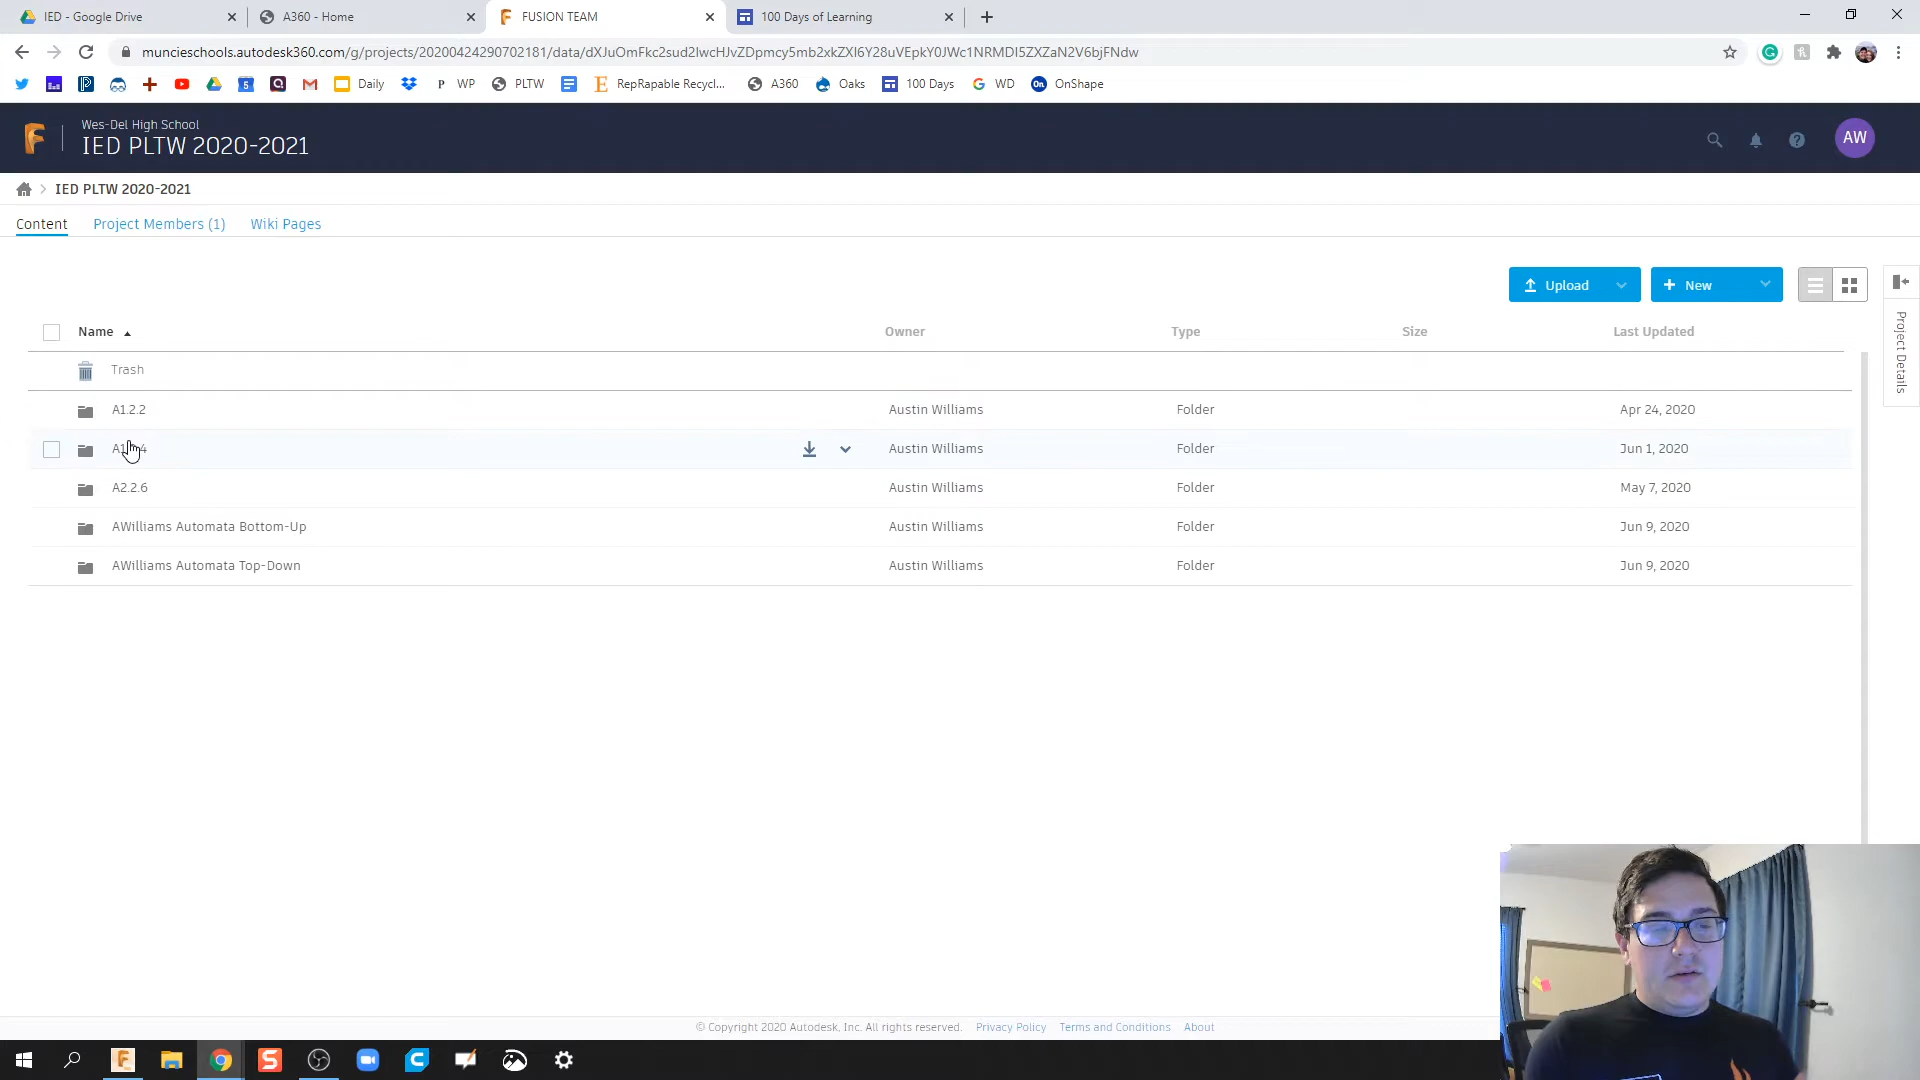 IED - Google Drive
A360 - Home
FUSION TEAM
100 Days of Learning
muncieschools.autodesk360.com/g/projects/20200424290702181/data/dXJuOmFkc2sud2lwcHJvZDpmcy5mb2xkZXI6Y28uVEpkY0JWc1NRMDI5ZXZaN2V6bjFNdw
Daily
P WP
PLTW
RepRapable Recycl...
A360
Oaks
100 Days
WD
On OnShape
Wes-Del High School
IED PLTW 2020-2021
AW
IED PLTW 2020-2021
Content Project Members (1) Wiki Pages
Upload
New
Project Details
Name Owner Type Size Last Updated
Trash
A1.2.2 Austin Williams Folder Apr 24, 2020
Austin Williams Folder Jun 1, 2020
A2.2.6 Austin Williams Folder May 7, 2020
AWilliams Automata Bottom-Up Austin Williams Folder Jun 9, 2020
AWilliams Automata Top-Down Austin Williams Folder Jun 9, 2020
© Copyright 2020 Autodesk, Inc. All rights reserved. Privacy Policy Terms and Conditions About